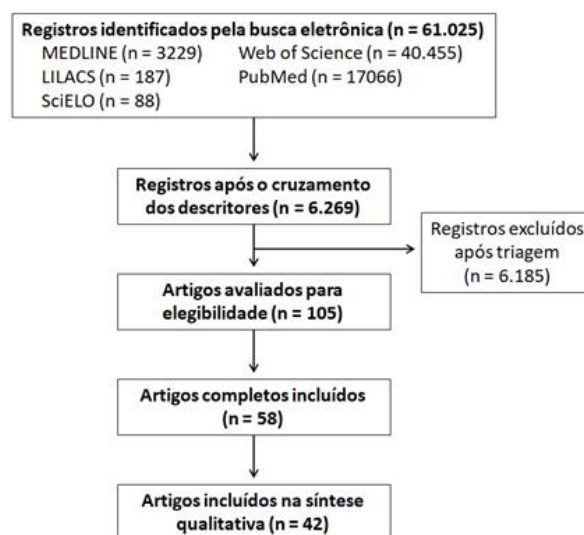 Registros identificados pela busca eletrônica (n = 61.025)
MEDLINE (n = 3229) Web of Science (n = 40.455)
LILACS (n = 187) PubMed (n = 17066)
SciELO (n = 88)
Registros após o cruzamento
dos descritores (n = 6.269)
Registros excluídos
após triagem
(n = 6.185)
Artigos avaliados para
elegibilidade (n = 105)
Artigos completos incluídos
(n = 58)
Artigos incluídos na síntese
qualitativa (n = 42)